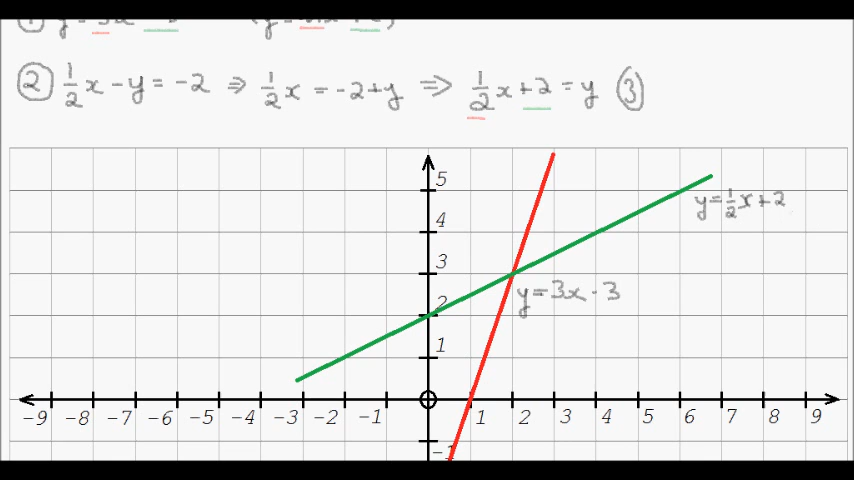 ② ½x - y = -2 ⇒ ½x = -2 + y ⇒ ½x + 2 = y ③
5
y = ½x + 2
4
3
y = 3x - 3
2
1
-9 -8 -7 -6 -5 -4 -3 -2 -1 1 2 3 4 5 6 7 8 9
-1